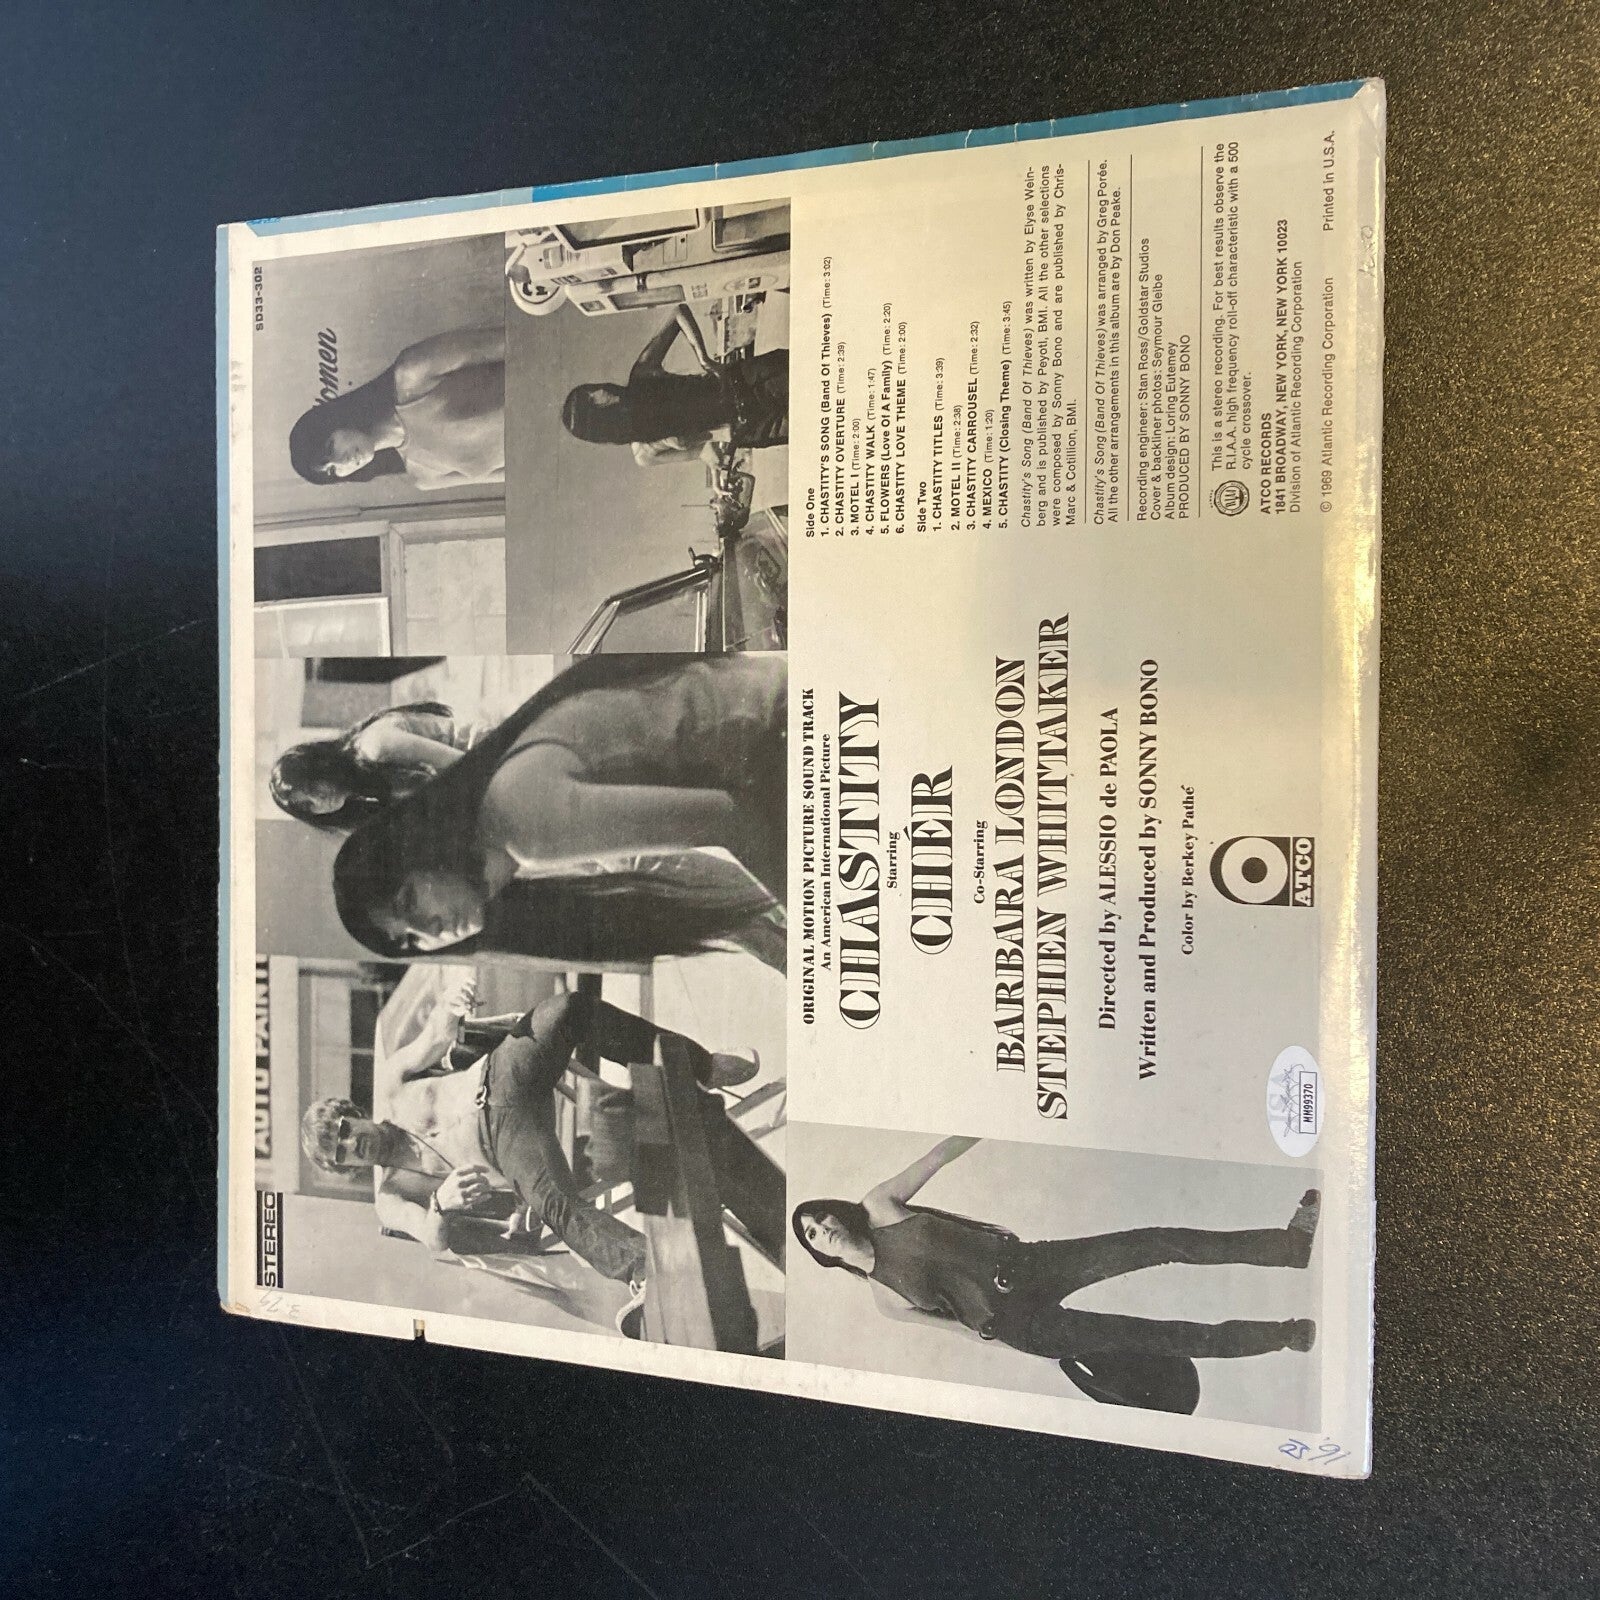 STEREO
SD33-302
AUTO PAINT
omen
ORIGINAL MOTION PICTURE SOUND TRACK
An American International Picture
CHASTITY
Starring
CHÉR
Co-Starring
BARBARA LONDON
STEPHEN WHITTAKER
Directed by ALESSIO de PAOLA
Written and Produced by SONNY BONO
Color by Berkey Pathé
ATCO
Side One
1. CHASTITY'S SONG (Band Of Thieves) (Time: 3:02)
2. CHASTITY OVERTURE (Time: 2:39)
3. MOTEL I (Time: 2:00)
4. CHASTITY WALK (Time: 1:47)
5. FLOWERS (Love Of A Family) (Time: 2:20)
6. CHASTITY LOVE THEME (Time: 2:00)
Side Two
1. CHASTITY TITLES (Time: 3:39)
2. MOTEL II (Time: 2:38)
3. CHASTITY CARROUSEL (Time: 2:32)
4. MEXICO (Time: 1:20)
5. CHASTITY (Closing Theme) (Time: 3:45)
Chastity's Song (Band Of Thieves) was written by Elyse Wein-
berg and is published by Peyotl, BMI. All the other selections
were composed by Sonny Bono and are published by Chris-
Marc & Cotillion, BMI.
Chastity's Song (Band Of Thieves) was arranged by Greg Porée.
All the other arrangements in this album are by Don Peake.
Recording engineer: Stan Ross/Goldstar Studios
Cover & backliner photos: Seymour Gleibe
Album design: Loring Eutemey
PRODUCED BY SONNY BONO
This is a stereo recording. For best results observe the
R.I.A.A. high frequency roll-off characteristic with a 500
cycle crossover.
ATCO RECORDS
1841 BROADWAY, NEW YORK, NEW YORK 10023
Division of Atlantic Recording Corporation
© 1969 Atlantic Recording Corporation Printed in U.S.A.
JSA
MM99370